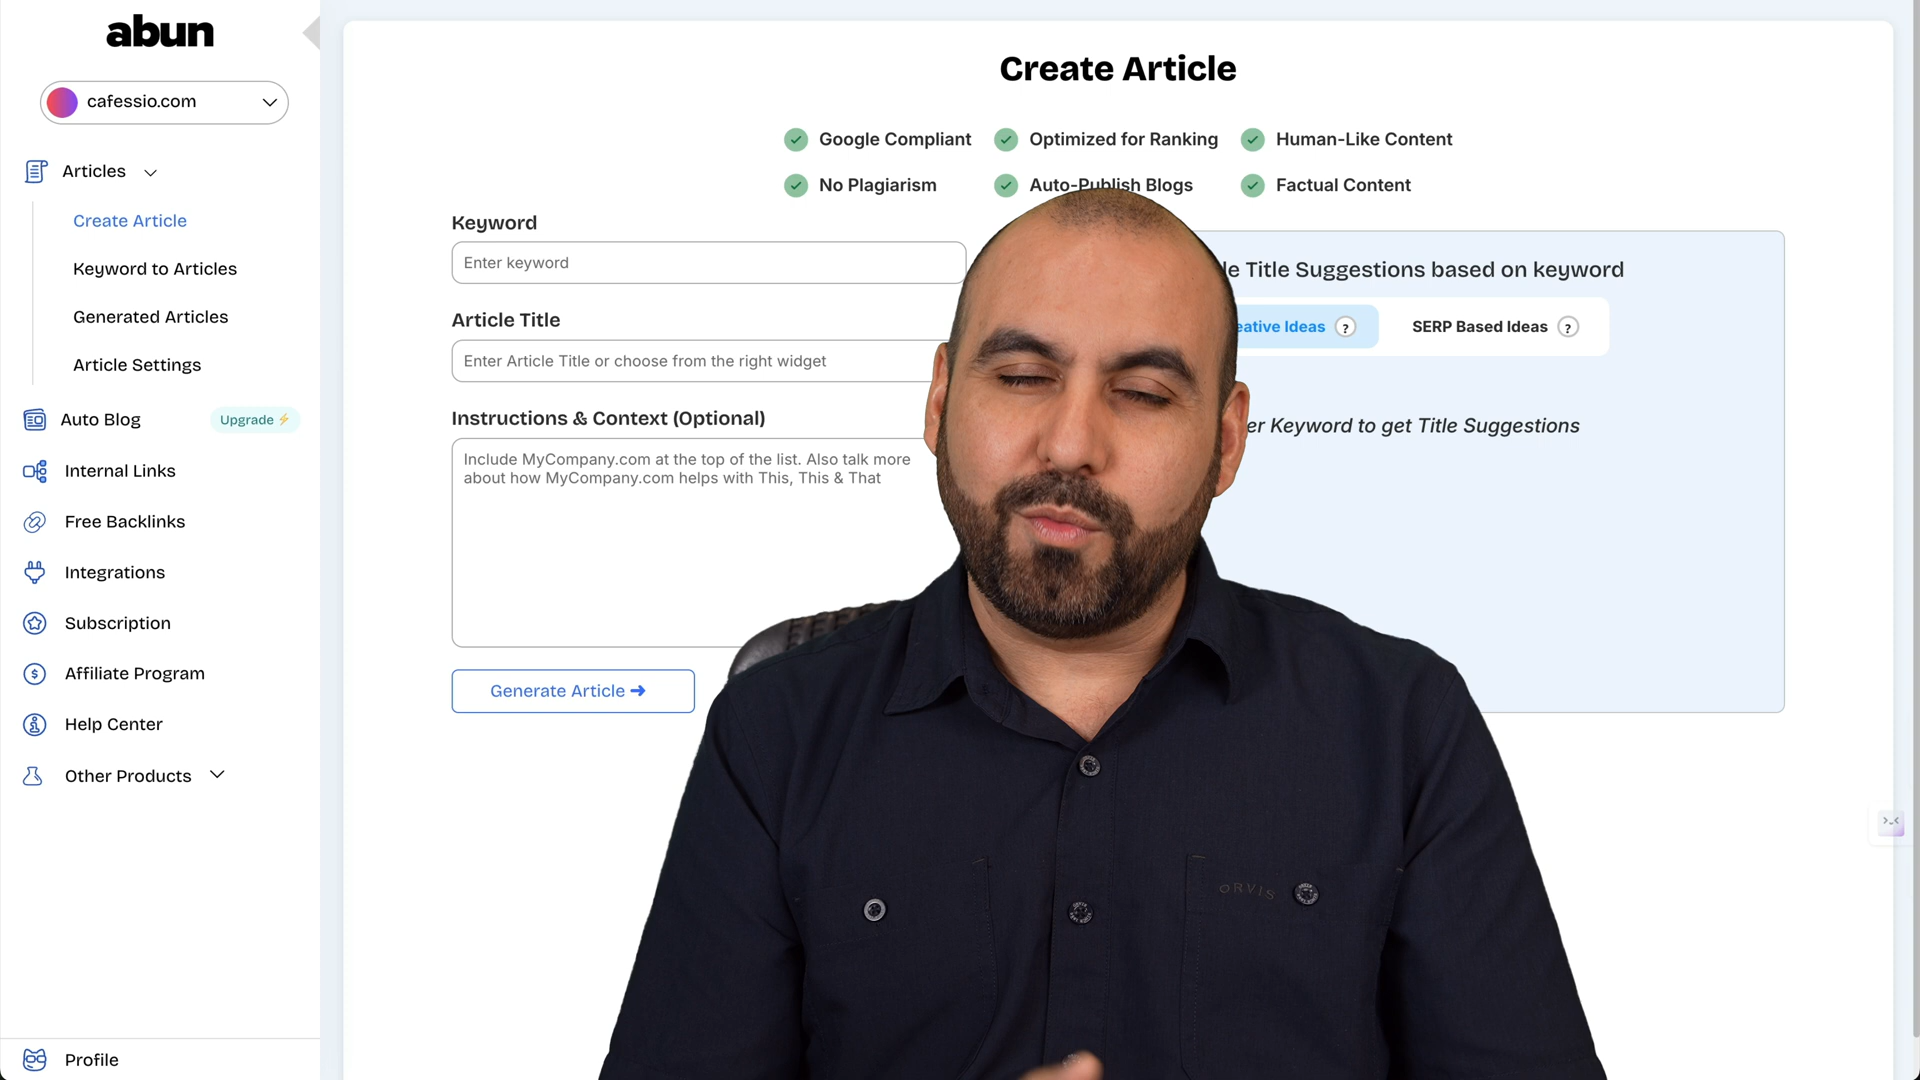 abun
cafessio.com
Articles
Create Article
Keyword to Articles
Generated Articles
Article Settings
Auto Blog
Upgrade⚡
Internal Links
Free Backlinks
Integrations
Subscription
Affiliate Program
Help Center
Other Products
Profile
Create Article
Google Compliant
Optimized for Ranking
Human-Like Content
No Plagiarism
Auto-Publish Blogs
Factual Content
Keyword
Enter keyword
Article Title
Enter Article Title or choose from the right widget
Instructions & Context (Optional)
Include MyCompany.com at the top of the list. Also talk more
about how MyCompany.com helps with This, This & That
Generate Article ➜
Title Suggestions based on keyword
Ideas ?
SERP Based Ideas ?
Keyword to get Title Suggestions
ORVIS